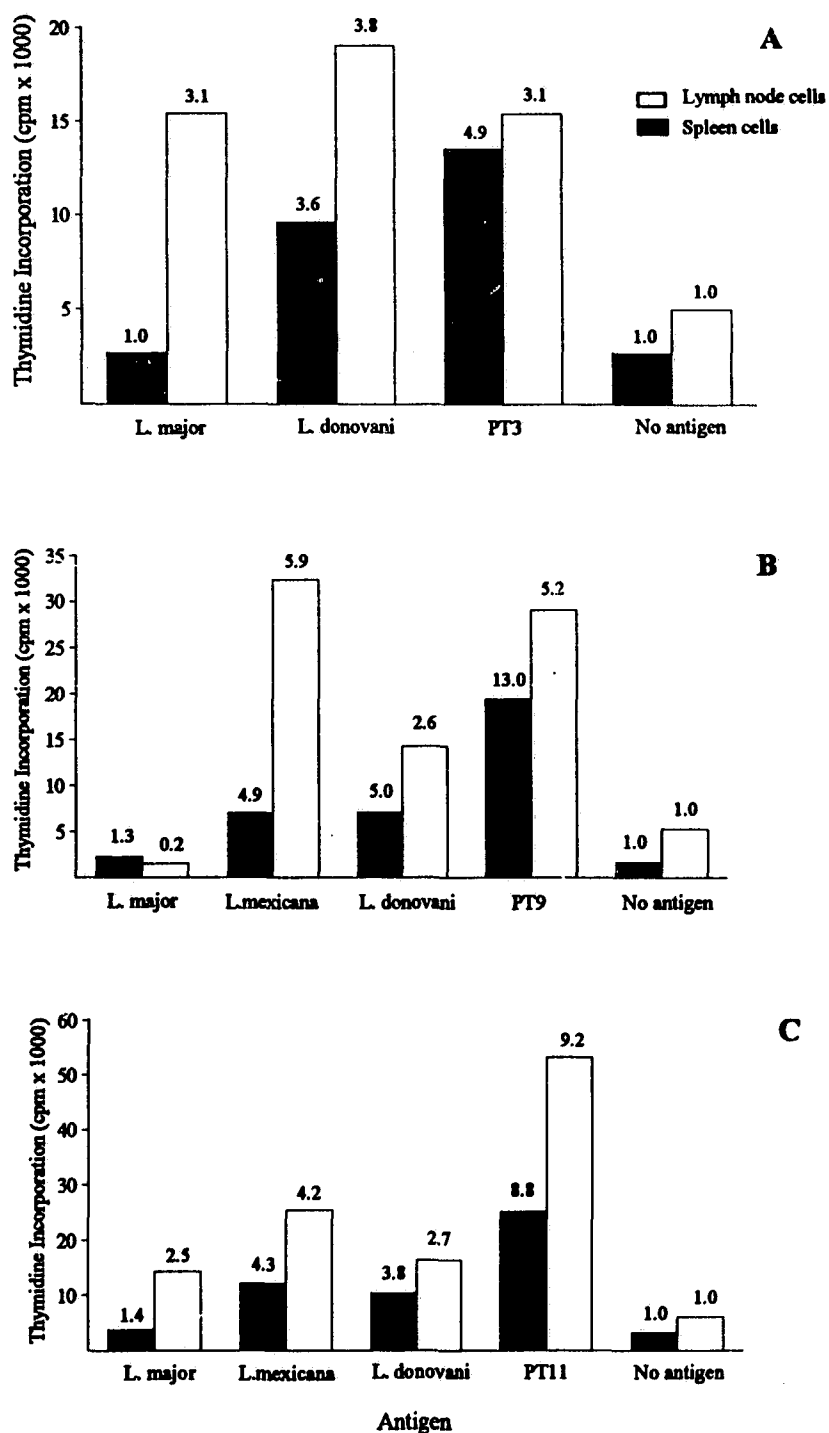 A
Thymidine Incorporation (cpm x 1000)
20
15
10
5
Lymph node cells
Spleen cells
1.0
3.1
3.6
3.8
4.9
3.1
1.0
1.0
L. major
L. donovani
PT3
No antigen
B
Thymidine Incorporation (cpm x 1000)
35
30
25
20
15
10
5
1.3
0.2
4.9
5.9
5.0
2.6
13.0
5.2
1.0
1.0
L. major
L.mexicana
L. donovani
PT9
No antigen
C
Thymidine Incorporation (cpm x 1000)
60
50
40
30
20
10
1.4
2.5
4.3
4.2
3.8
2.7
8.8
9.2
1.0
1.0
L. major
L.mexicana
L. donovani
PT11
No antigen
Antigen